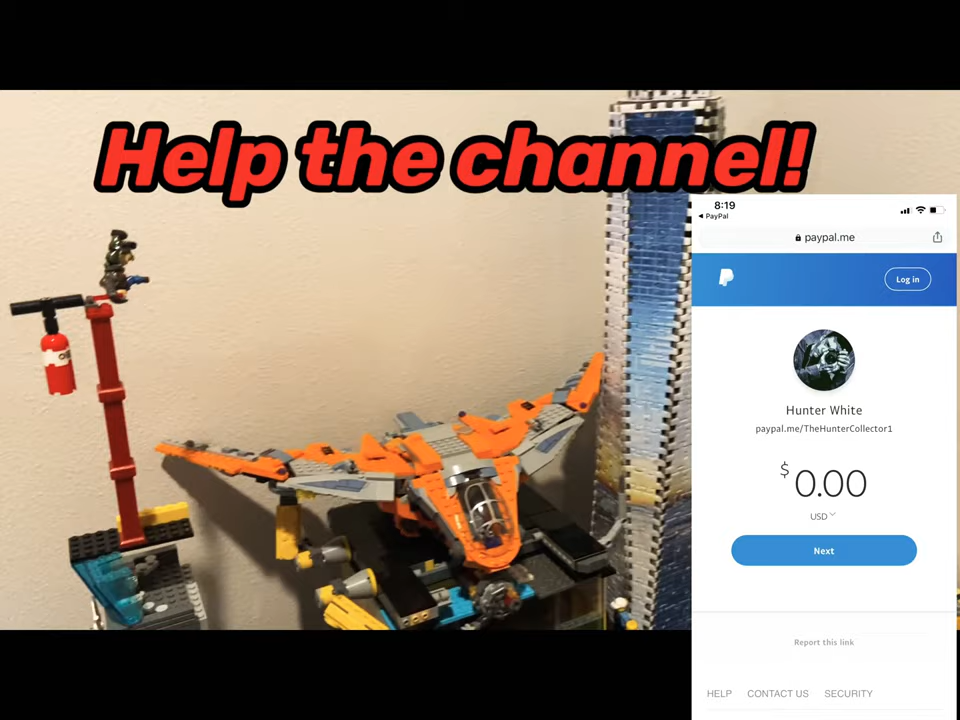 Help the channel!
8:19
PayPal
paypal.me
Log in
Hunter White
paypal.me/TheHunterCollector1
$0.00
USD
Next
Report this link
HELP CONTACT US SECURITY